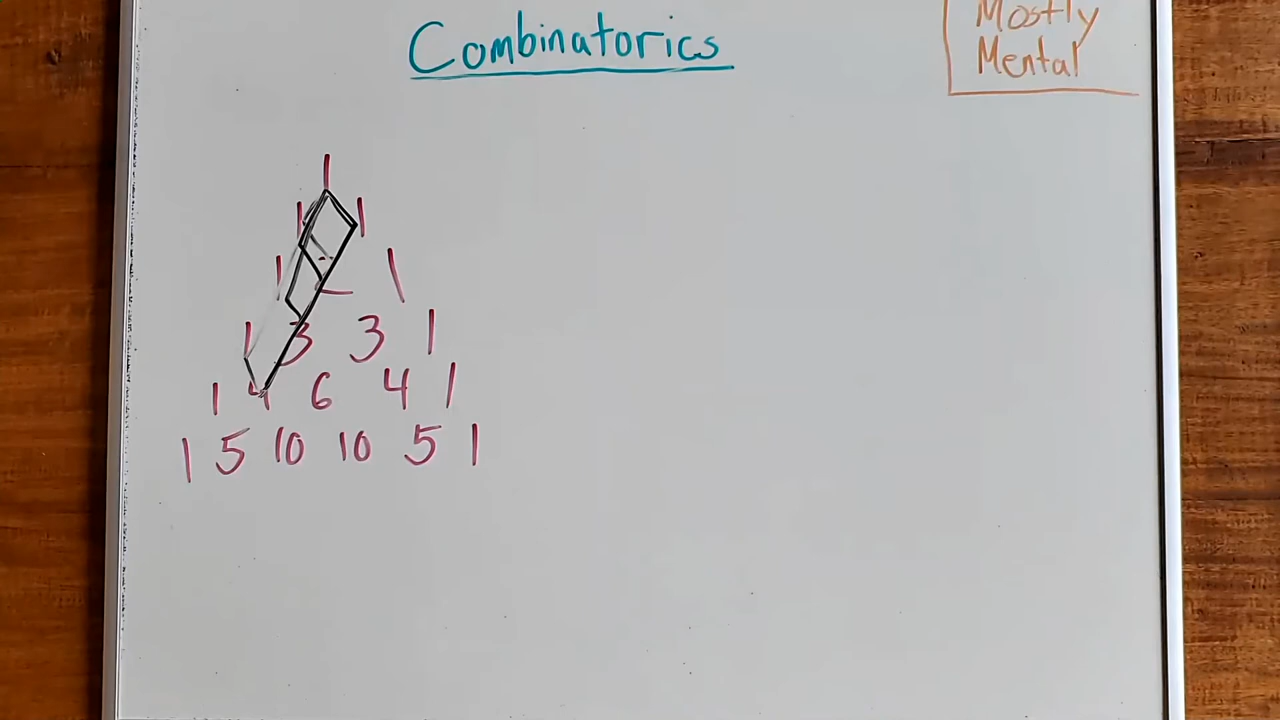 Combinatorics
Mostly
Mental
1
1 1
1 2 1
1 3 3 1
1 4 6 4 1
1 5 10 10 5 1